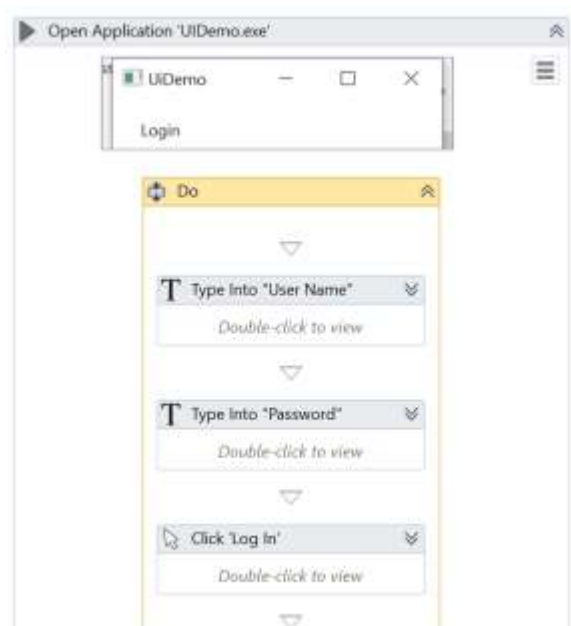 Open Application 'UIDemo.exe'
UiDemo
Login
Do
Type Into "User Name"
Double-click to view
Type Into "Password"
Double-click to view
Click 'Log In'
Double-click to view